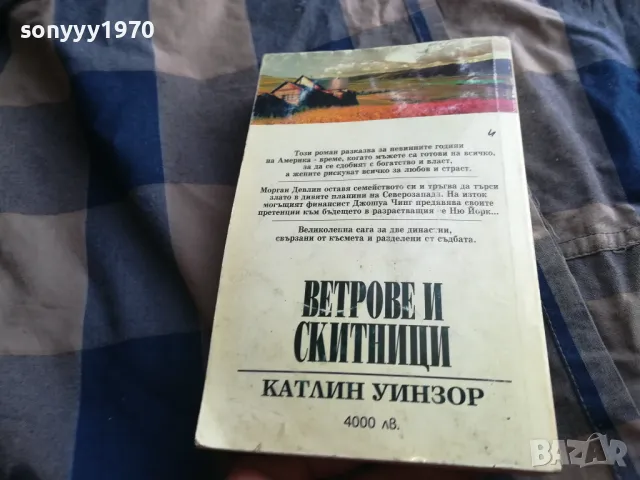 sonyyy1970
4
Този роман разказва за невинните години
на Америка - време, когато мъжете са готови на всичко,
за да се сдобият с богатство и власт,
а жените рискуват всичко за любов и страст.
Морган Девлин оставя семейството си и тръгва да търси
злато в дивите планини на Северозапада. На изток
могъщият финансист Джошуа Чинг предявява своите
претенции към бъдещето в разрастващия се Ню Йорк...
Великолепна сага за две династии,
свързани от късмета и разделени от съдбата.
ВЕТРОВЕ И
СКИТНИЦИ
КАТЛИН УИНЗОР
4000 лв.
BAZAR